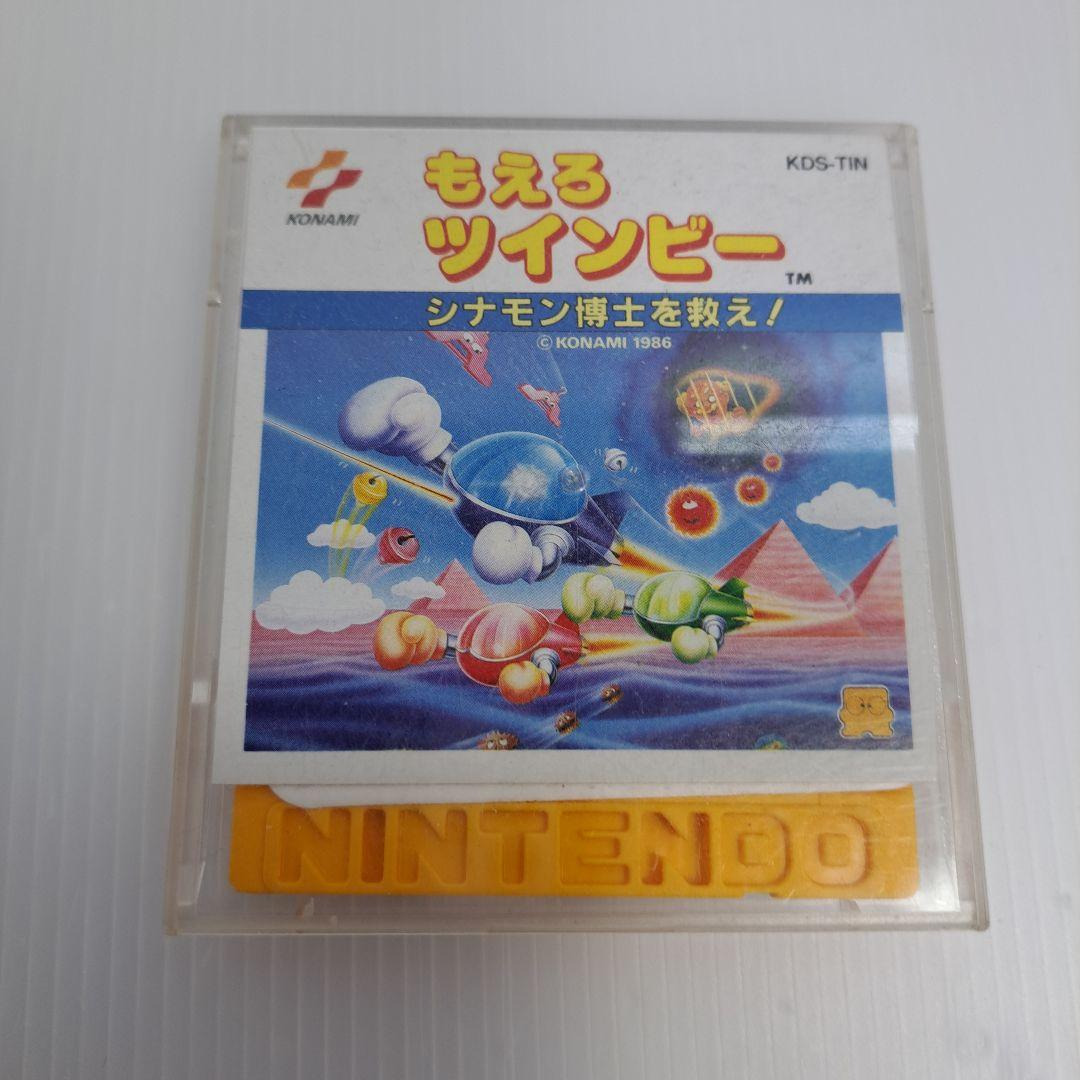 KONAMI
もえろ
ツインビー
TM
KDS-TIN
シナモン博士を救え!
© KONAMI 1986
NINTENDO